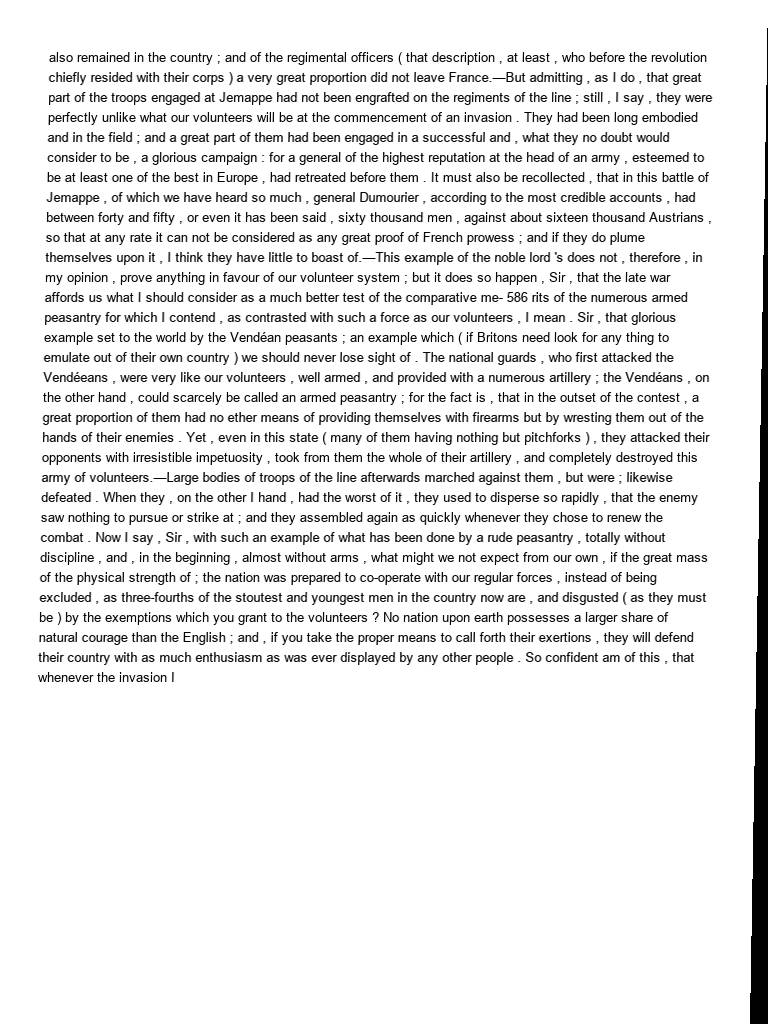 also remained in the country ; and of the regimental officers ( that description , at least , who before the revolution
chiefly resided with their corps ) a very great proportion did not leave France.—But admitting , as I do , that great
part of the troops engaged at Jemappe had not been engrafted on the regiments of the line ; still , I say , they were
perfectly unlike what our volunteers will be at the commencement of an invasion . They had been long embodied
and in the field ; and a great part of them had been engaged in a successful and , what they no doubt would
consider to be , a glorious campaign : for a general of the highest reputation at the head of an army , esteemed to
be at least one of the best in Europe , had retreated before them . It must also be recollected , that in this battle of
Jemappe , of which we have heard so much , general Dumourier , according to the most credible accounts , had
between forty and fifty , or even it has been said , sixty thousand men , against about sixteen thousand Austrians ,
so that at any rate it can not be considered as any great proof of French prowess ; and if they do plume
themselves upon it , I think they have little to boast of.—This example of the noble lord 's does not , therefore , in
my opinion , prove anything in favour of our volunteer system ; but it does so happen , Sir , that the late war
affords us what I should consider as a much better test of the comparative me- 586 rits of the numerous armed
peasantry for which I contend , as contrasted with such a force as our volunteers , I mean . Sir , that glorious
example set to the world by the Vendéan peasants ; an example which ( if Britons need look for any thing to
emulate out of their own country ) we should never lose sight of . The national guards , who first attacked the
Vendéeans , were very like our volunteers , well armed , and provided with a numerous artillery ; the Vendéans , on
the other hand , could scarcely be called an armed peasantry ; for the fact is , that in the outset of the contest , a
great proportion of them had no ether means of providing themselves with firearms but by wresting them out of the
hands of their enemies . Yet , even in this state ( many of them having nothing but pitchforks ) , they attacked their
opponents with irresistible impetuosity , took from them the whole of their artillery , and completely destroyed this
army of volunteers.—Large bodies of troops of the line afterwards marched against them , but were ; likewise
defeated . When they , on the other I hand , had the worst of it , they used to disperse so rapidly , that the enemy
saw nothing to pursue or strike at ; and they assembled again as quickly whenever they chose to renew the
combat . Now I say , Sir , with such an example of what has been done by a rude peasantry , totally without
discipline , and , in the beginning , almost without arms , what might we not expect from our own , if the great mass
of the physical strength of ; the nation was prepared to co-operate with our regular forces , instead of being
excluded , as three-fourths of the stoutest and youngest men in the country now are , and disgusted ( as they must
be ) by the exemptions which you grant to the volunteers ? No nation upon earth possesses a larger share of
natural courage than the English ; and , if you take the proper means to call forth their exertions , they will defend
their country with as much enthusiasm as was ever displayed by any other people . So confident am of this , that
whenever the invasion I